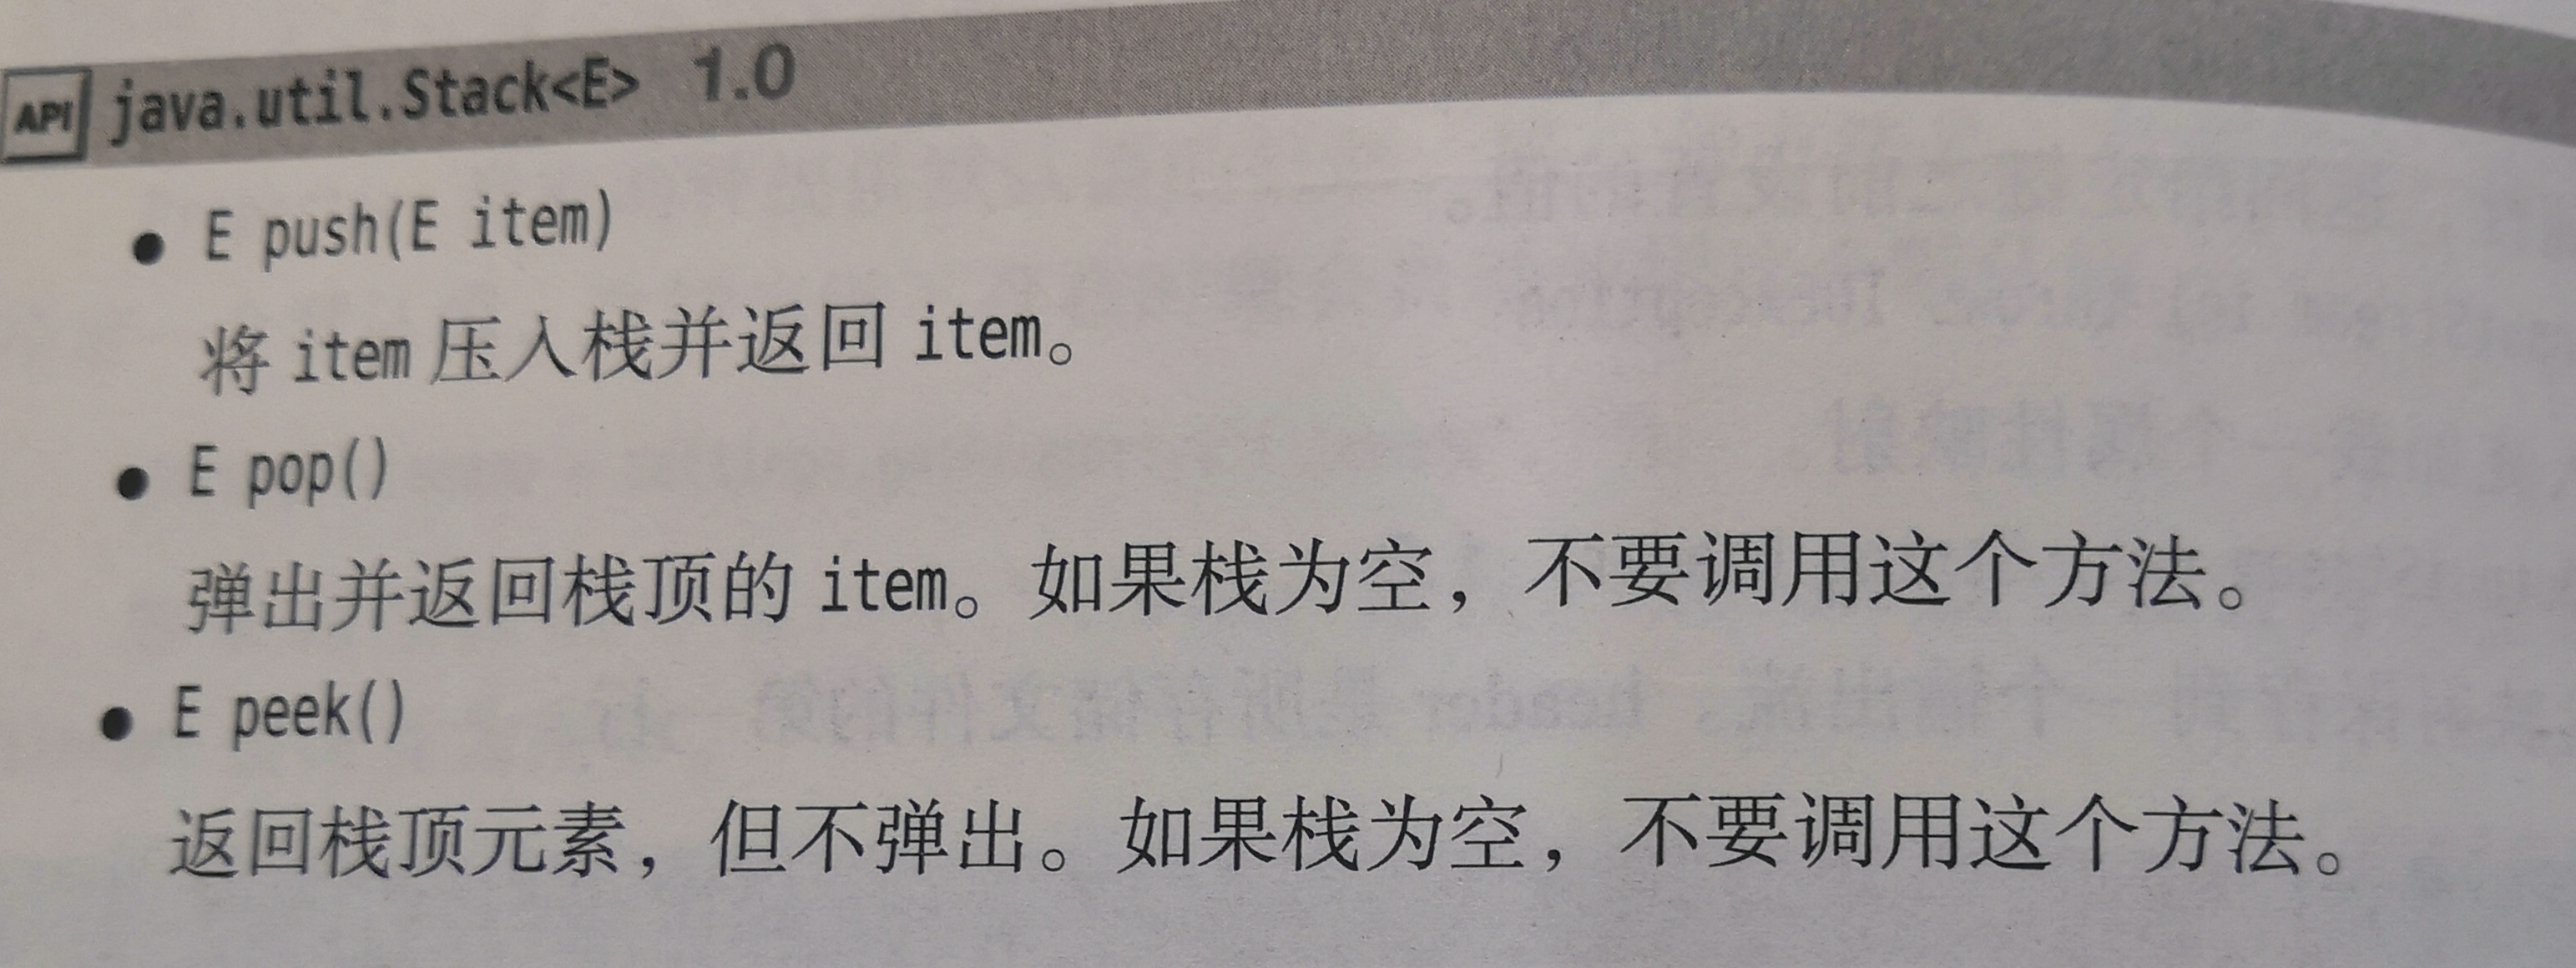 API java.util.Stack<E> 1.0
● E push(E item)
将 item 压入栈并返回 item。
● E pop()
弹出并返回栈顶的 item。如果栈为空，不要调用这个方法。
● E peek()
返回栈顶元素，但不弹出。如果栈为空，不要调用这个方法。